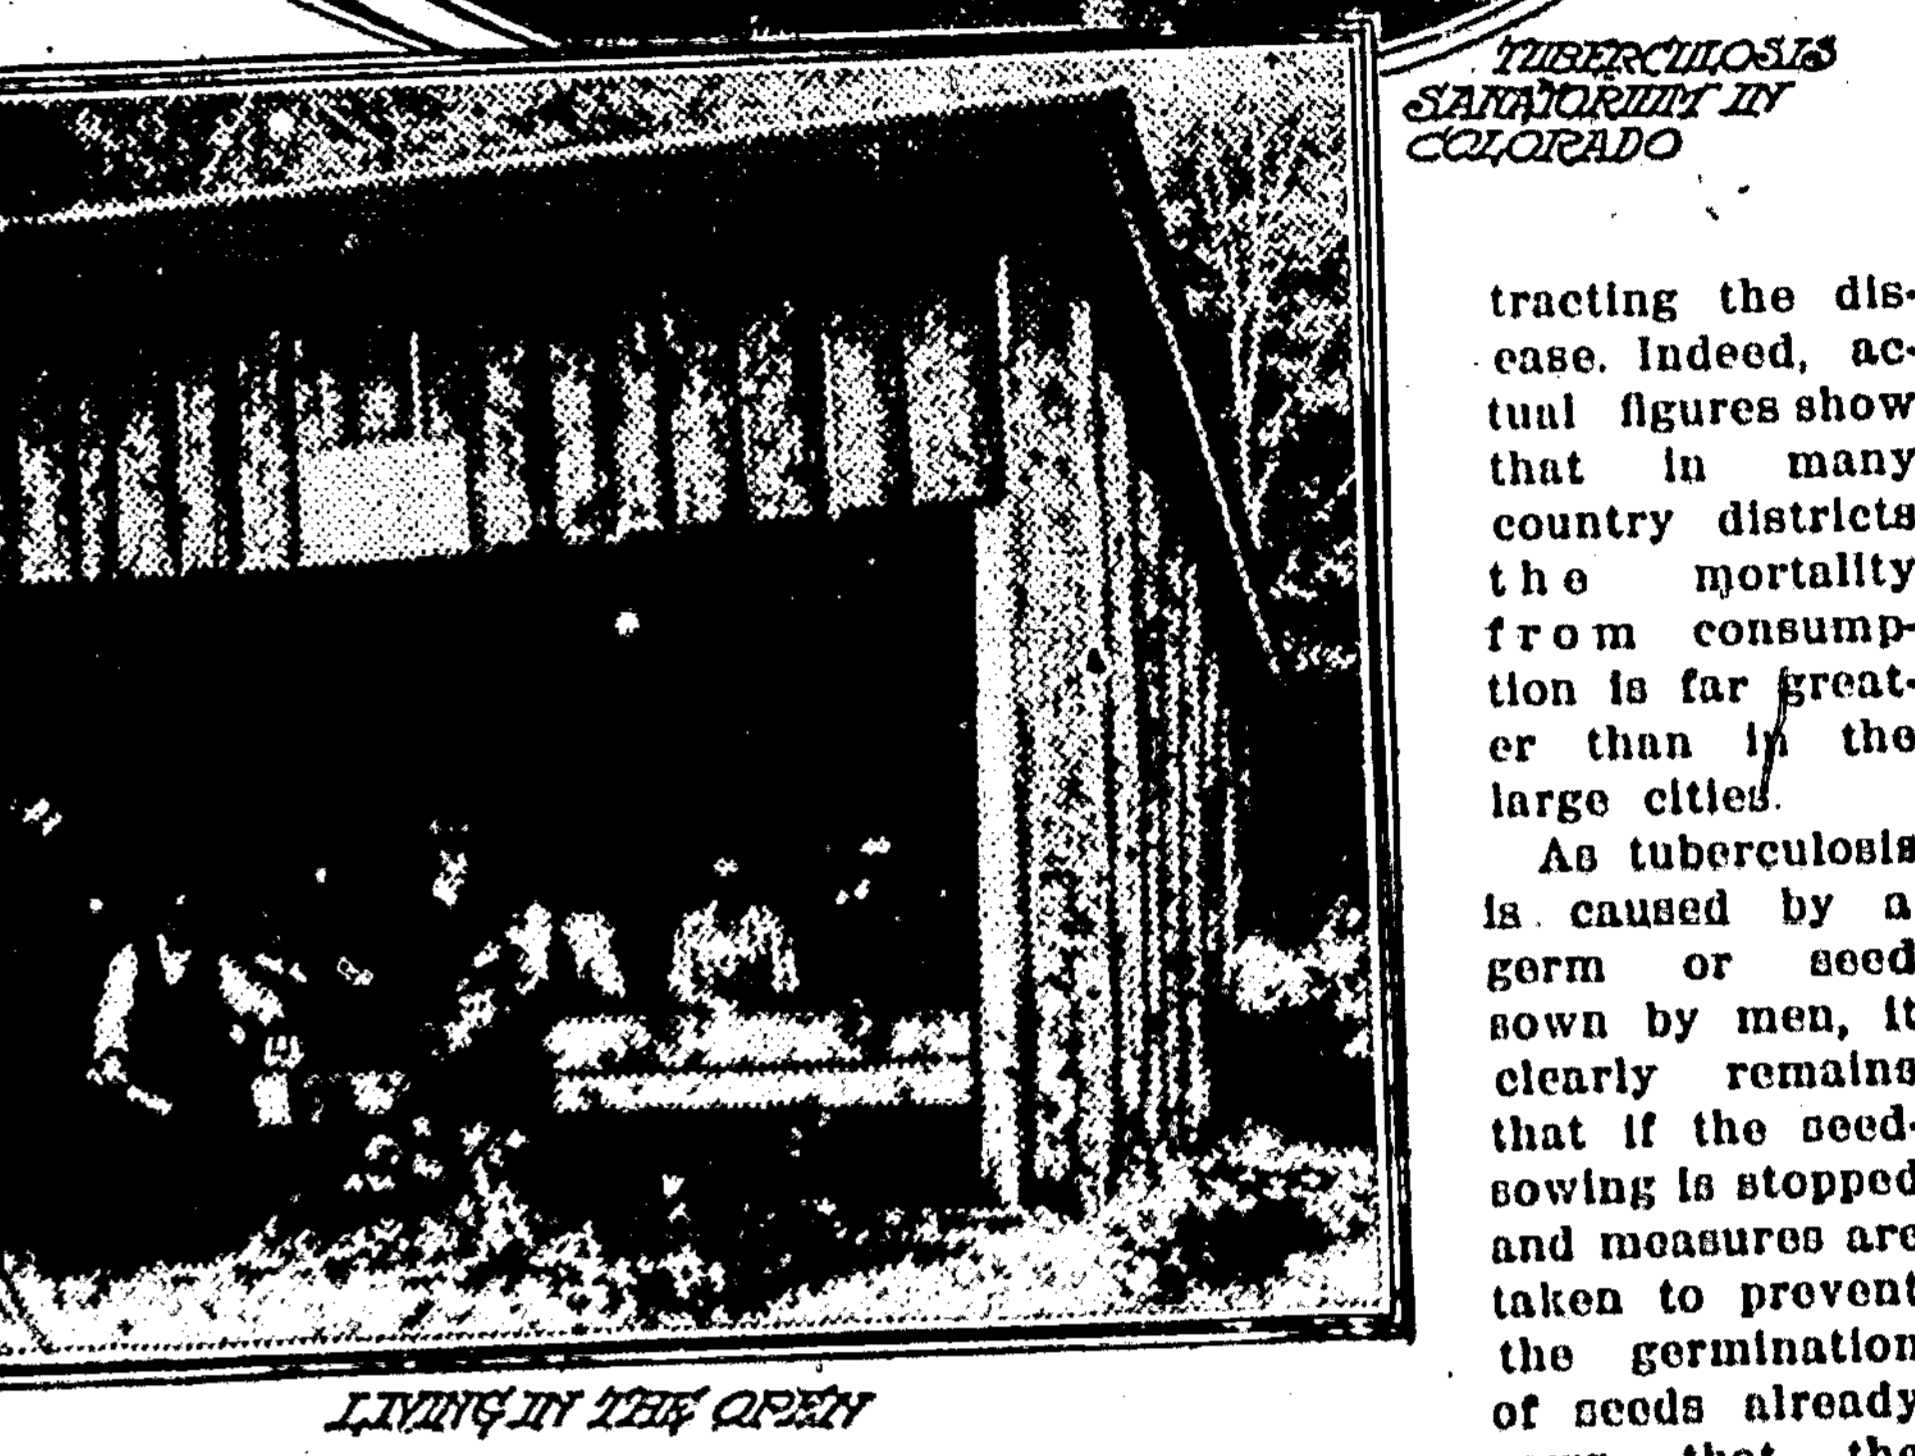 TUBERCULOSIS
SANATORIUM IN
COLORADO
tracting the dis-
ease. Indeed, ac-
tual figures show
that in many
country districts
the mortality
from consump-
tion is far great-
er than in the
large cities.
As tuberculosis
is caused by a
germ or seed
sown by men, it
clearly remains
that if the seed-
sowing is stopped
and measures are
taken to prevent
the germination
of seeds already
that the
LIVING IN THE OPEN